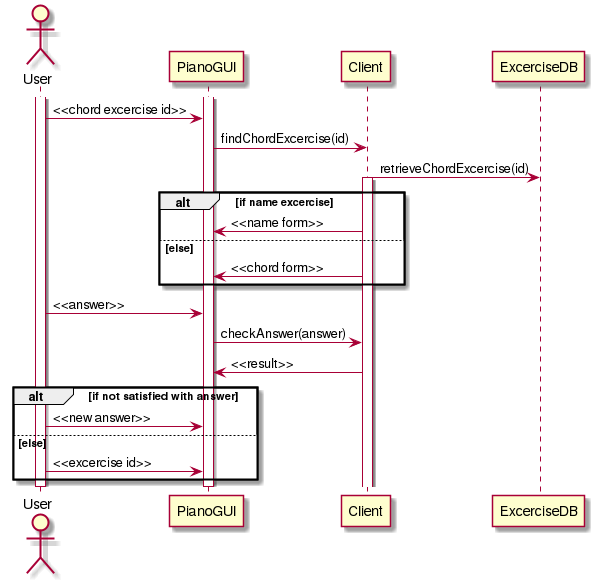 User
PianoGUI
Client
ExcerciseDB
<<chord excercise id>>
findChordExcercise(id)
retrieveChordExcercise(id)
alt [if name excercise]
<<name form>>
[else]
<<chord form>>
<<answer>>
checkAnswer(answer)
<<result>>
alt [if not satisfied with answer]
<<new answer>>
[else]
<<excercise id>>
User
PianoGUI
Client
ExcerciseDB